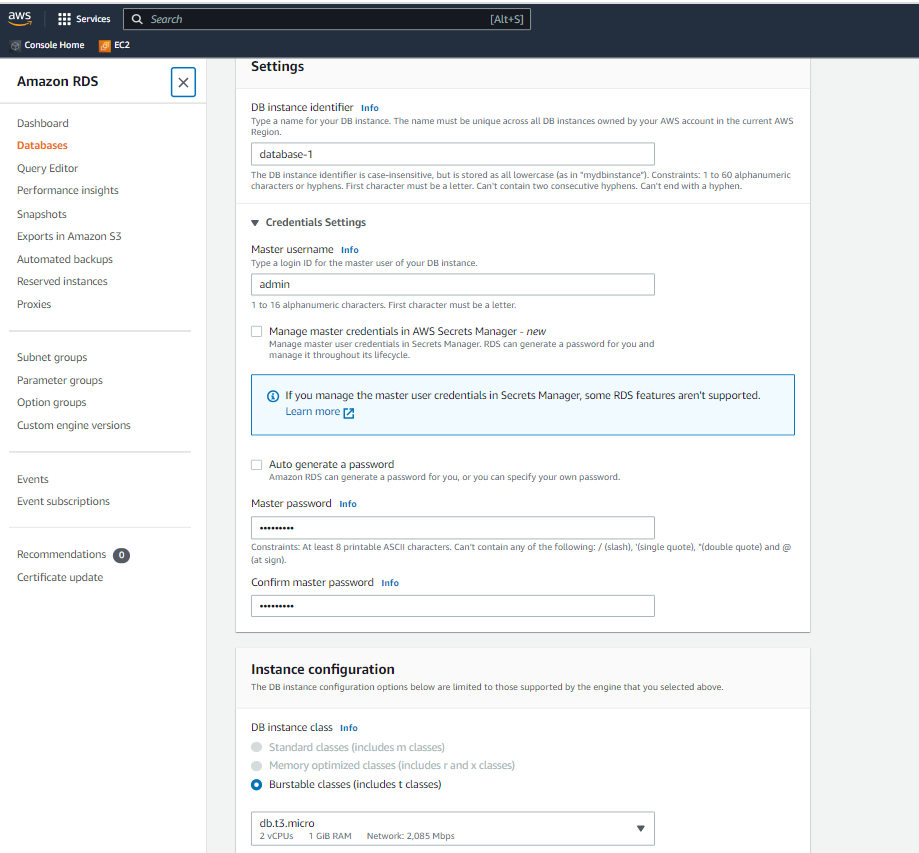 aws
Services
Search
[Alt+S]
Console Home
EC2
Amazon RDS
Dashboard
Databases
Query Editor
Performance insights
Snapshots
Exports in Amazon S3
Automated backups
Reserved instances
Proxies
Subnet groups
Parameter groups
Option groups
Custom engine versions
Events
Event subscriptions
Recommendations 0
Certificate update
Settings
DB instance identifier Info
Type a name for your DB instance. The name must be unique across all DB instances owned by your AWS account in the current AWS
Region.
database-1
The DB instance identifier is case-insensitive, but is stored as all lowercase (as in "mydbinstance"). Constraints: 1 to 60 alphanumeric
characters or hyphens. First character must be a letter. Can't contain two consecutive hyphens. Can't end with a hyphen.
Credentials Settings
Master username Info
Type a login ID for the master user of your DB instance.
admin
1 to 16 alphanumeric characters. First character must be a letter.
Manage master credentials in AWS Secrets Manager - new
Manage master user credentials in Secrets Manager. RDS can generate a password for you and
manage it throughout its lifecycle.
If you manage the master user credentials in Secrets Manager, some RDS features aren't supported.
Learn more
Auto generate a password
Amazon RDS can generate a password for you, or you can specify your own password.
Master password Info
•••••••••
Constraints: At least 8 printable ASCII characters. Can't contain any of the following: / (slash), '(single quote), "(double quote) and @
(at sign).
Confirm master password Info
•••••••••
Instance configuration
The DB instance configuration options below are limited to those supported by the engine that you selected above.
DB instance class Info
Standard classes (includes m classes)
Memory optimized classes (includes r and x classes)
Burstable classes (includes t classes)
db.t3.micro
2 vCPUs 1 GiB RAM Network: 2,085 Mbps